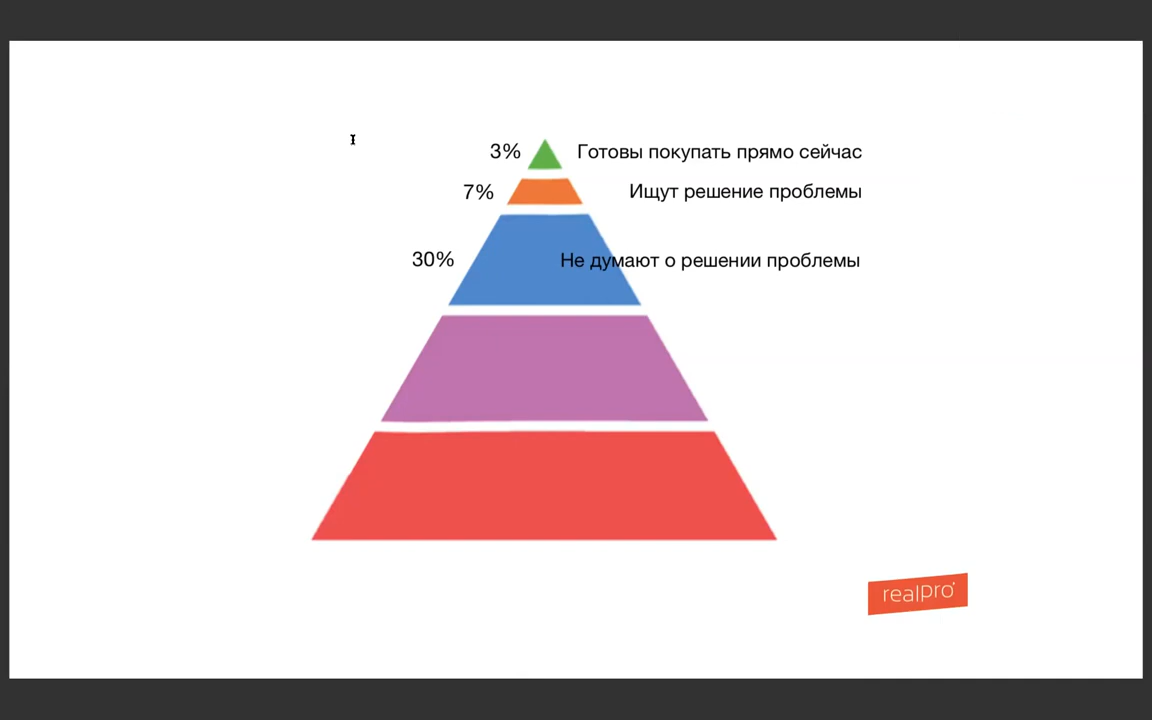 3% Готовы покупать прямо сейчас
7% Ищут решение проблемы
30% Не думают о решении проблемы
realpro